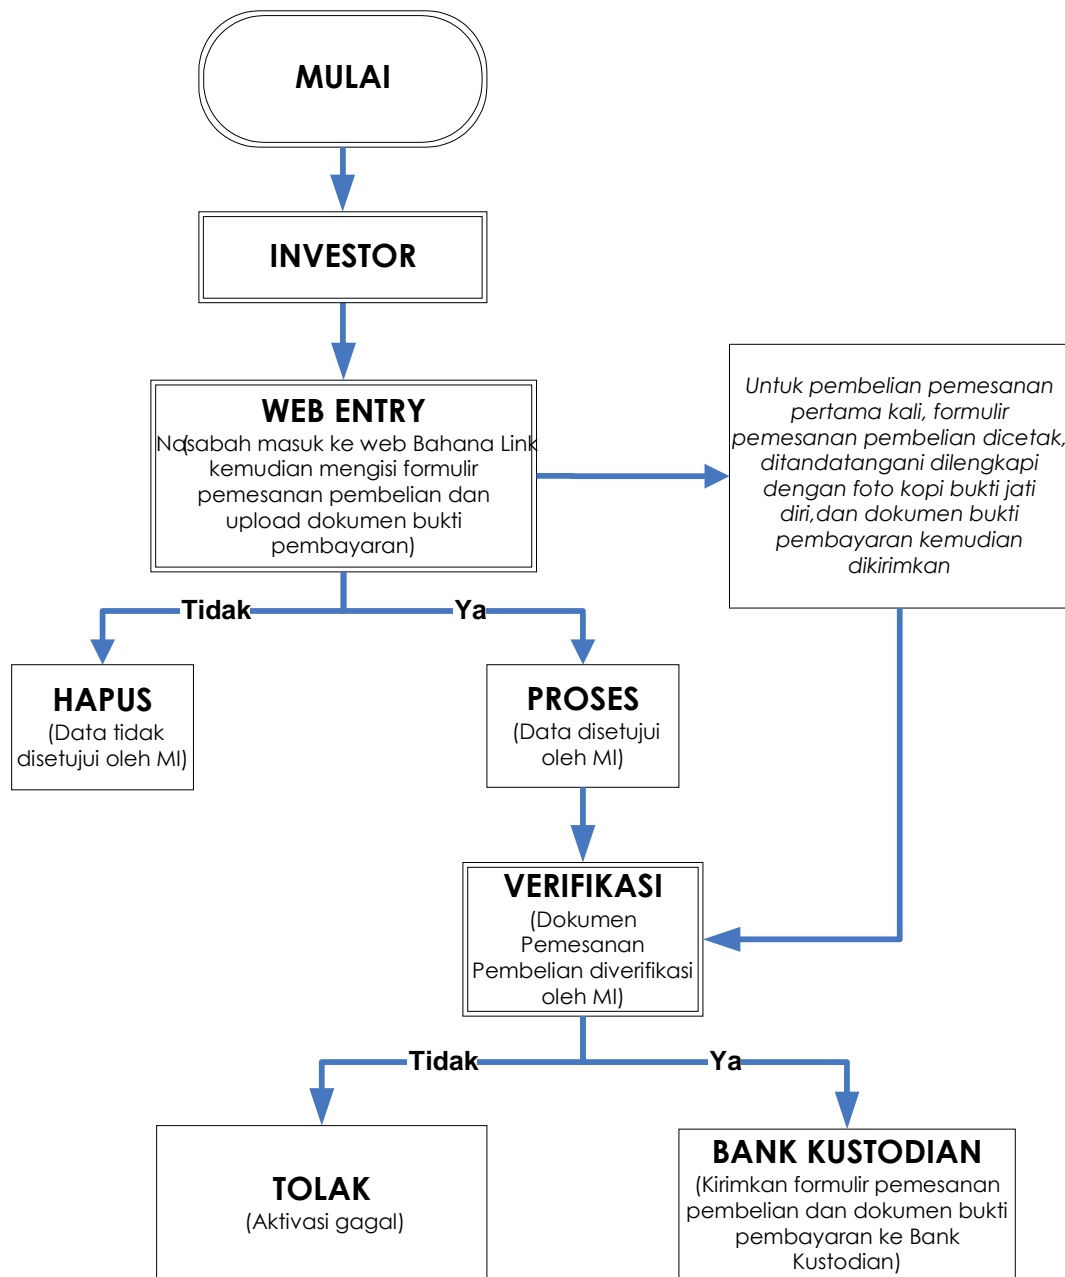 MULAI
INVESTOR
WEB ENTRY
(Nasabah masuk ke web Bahana Link
kemudian mengisi formulir
pemesanan pembelian dan
upload dokumen bukti
pembayaran)
Untuk pembelian pemesanan
pertama kali, formulir
pemesanan pembelian dicetak,
ditandatangani dilengkapi
dengan foto kopi bukti jati
diri,dan dokumen bukti
pembayaran kemudian
dikirimkan
Tidak
Ya
HAPUS
(Data tidak
disetujui oleh MI)
PROSES
(Data disetujui
oleh MI)
VERIFIKASI
(Dokumen
Pemesanan
Pembelian diverifikasi
oleh MI)
Tidak
Ya
TOLAK
(Aktivasi gagal)
BANK KUSTODIAN
(Kirimkan formulir pemesanan
pembelian dan dokumen bukti
pembayaran ke Bank
Kustodian)